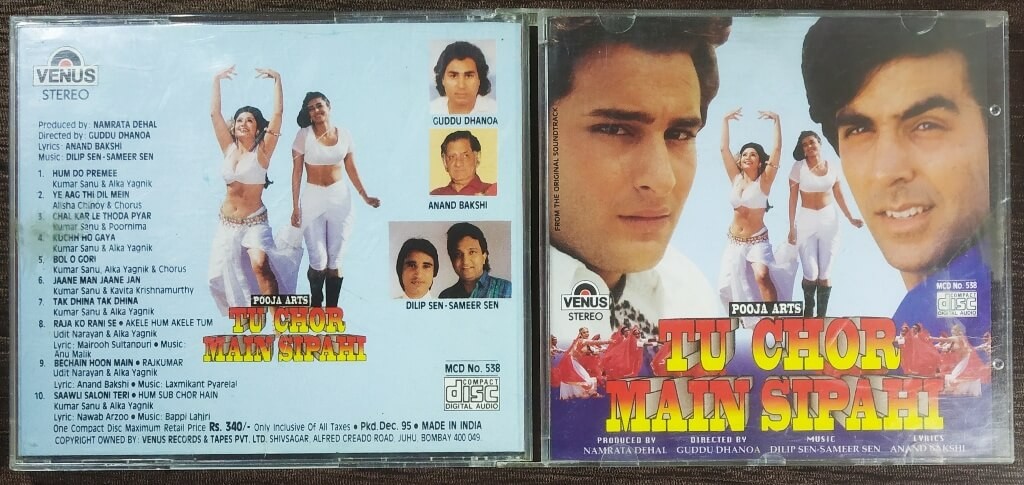 VENUS
STEREO
Produced by: NAMRATA DEHAL
Directed by: GUDDU DHANOA
Lyrics: ANAND BAKSHI
Music: DILIP SEN-SAMEER SEN
1. HUM DO PREMEE
Kumar Sanu & Alka Yagnik
2. YE AAG THI DIL MEIN
Alisha Chinoy & Chorus
3. CHAL KAR LE THODA PYAR
Kumar Sanu & Poornima
4. KUCHH HO GAYA
Kumar Sanu & Alka Yagnik
5. BOL O GORI
Kumar Sanu, Alka Yagnik & Chorus
6. JAANE MAN JAANE JAN
Kumar Sanu & Kavita Krishnamurthy
7. TAK DHINA TAK DHINA
Kumar Sanu & Alka Yagnik
8. RAJA KO RANI SE • AKELE HUM AKELE TUM
Udit Narayan & Alka Yagnik
Lyric: Mairooh Sultanpuri • Music:
Anu Malik
9. BECHAIN HOON MAIN • RAJKUMAR
Udit Narayan & Alka Yagnik
Lyric: Anand Bakshi • Music: Laxmikant Pyarelal
10. SAAWLI SALONI TERI • HUM SUB CHOR HAIN
Kumar Sanu & Alka Yagnik
Lyric: Nawab Arzoo • Music: Bappi Lahiri
One Compact Disc Maximum Retail Price Rs. 340/- Only Inclusive Of All Taxes • Pkd. Dec. 95 • MADE IN INDIA
COPYRIGHT OWNED BY: VENUS RECORDS & TAPES PVT. LTD. SHIVSAGAR, ALFRED CREADO ROAD JUHU, BOMBAY 400 049.
GUDDU DHANOA
ANAND BAKSHI
DILIP SEN-SAMEER SEN
POOJA ARTS
TU CHOR
MAIN SIPAHI
MCD No. 538
COMPACT
disc
DIGITAL AUDIO
FROM THE ORIGINAL SOUNDTRACK
VENUS
STEREO
POOJA ARTS
MCD No. 538
COMPACT
disc
DIGITAL AUDIO
TU CHOR
MAIN SIPAHI
PRODUCED BY
NAMRATA DEHAL
DIRECTED BY
GUDDU DHANOA
MUSIC
DILIP SEN-SAMEER SEN
LYRICS
ANAND BAKSHI